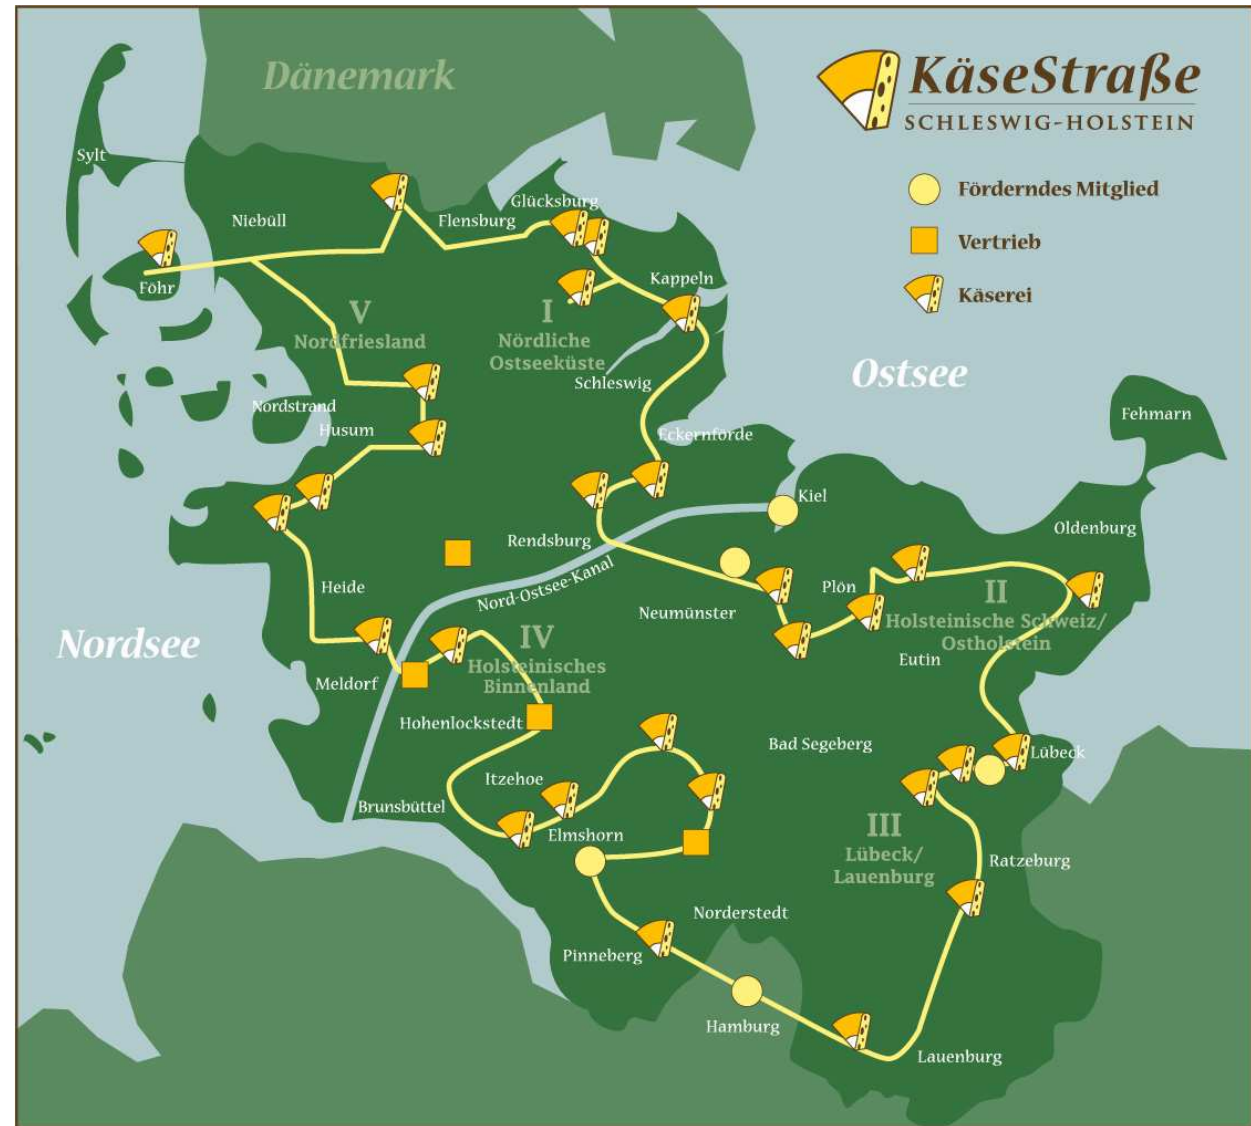 KäseStraße
SCHLESWIG-HOLSTEIN
Förderndes Mitglied
Vertrieb
Käserei
Dänemark
Sylt
Niebüll
Flensburg
Glücksburg
Föhr
Kappeln
V
Nordfriesland
I
Nördliche
Ostseeküste
Schleswig
Ostsee
Nordstrand
Husum
Eckernförde
Fehmarn
Kiel
Oldenburg
Rendsburg
Nord-Ostsee-Kanal
Heide
Neumünster
Plön
II
Holsteinische Schweiz/
Ostholstein
Eutin
Nordsee
IV
Holsteinisches
Binnenland
Meldorf
Hohenlockstedt
Bad Segeberg
Lübeck
Itzehoe
Brunsbüttel
Elmshorn
III
Lübeck/
Lauenburg
Ratzeburg
Norderstedt
Pinneberg
Hamburg
Lauenburg